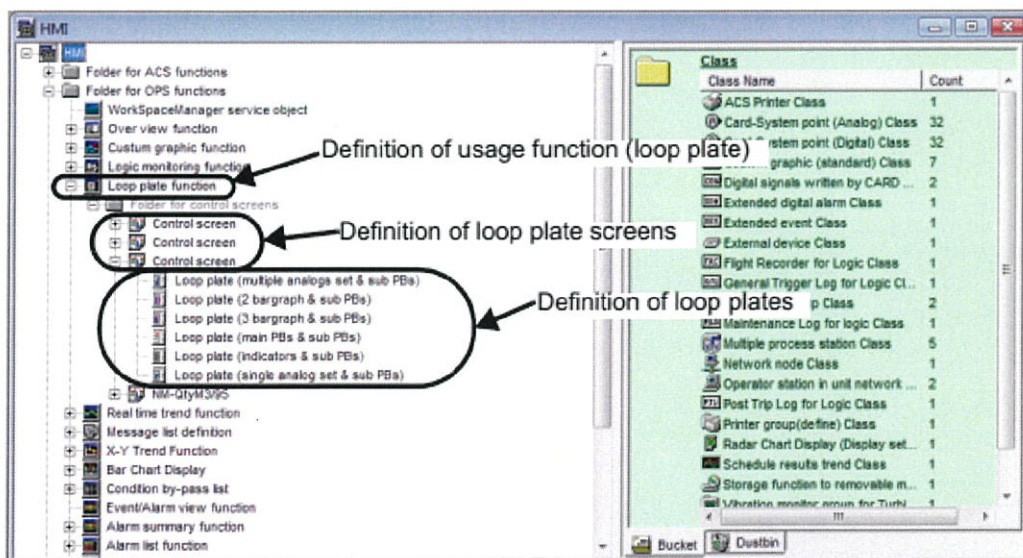 HMI
HMI
Folder for ACS functions
Folder for OPS functions
WorkSpaceManager service object
Over view function
Custum graphic function
Logic monitoring function
Loop plate function
Folder for control screens
Control screen
Control screen
Control screen
Loop plate (multiple analogs set & sub PBs)
Loop plate (2 bargraph & sub PBs)
Loop plate (3 bargraph & sub PBs)
Loop plate (main PBs & sub PBs)
Loop plate (indicators & sub PBs)
Loop plate (single analog set & sub PBs)
NM-QtyM3/95
Real time trend function
Message list definition
X-Y Trend Function
Bar Chart Display
Condition by-pass list
Event/Alarm view function
Alarm summary function
Alarm list function
Definition of usage function (loop plate)
Definition of loop plate screens
Definition of loop plates
Class
Class Name Count
ACS Printer Class 1
Card-System point (Analog) Class 32
ystem point (Digital) Class 32
graphic (standard) Class 7
Digital signals written by CARD ... 2
Extended digital alarm Class 1
Extended event Class 1
External device Class 1
Flight Recorder for Logic Class 1
General Trigger Log for Logic Cl... 1
p Class 2
Maintenance Log for logic Class 1
Multiple process station Class 5
Network node Class 1
Operator station in unit network ... 2
PTL Post Trip Log for Logic Class 1
Printer group(define) Class 1
Radar Chart Display (Display set... 1
Schedule results trend Class 1
Storage function to removable m... 1
Vibration monitor group for Turbi... 1
Bucket Dustbin